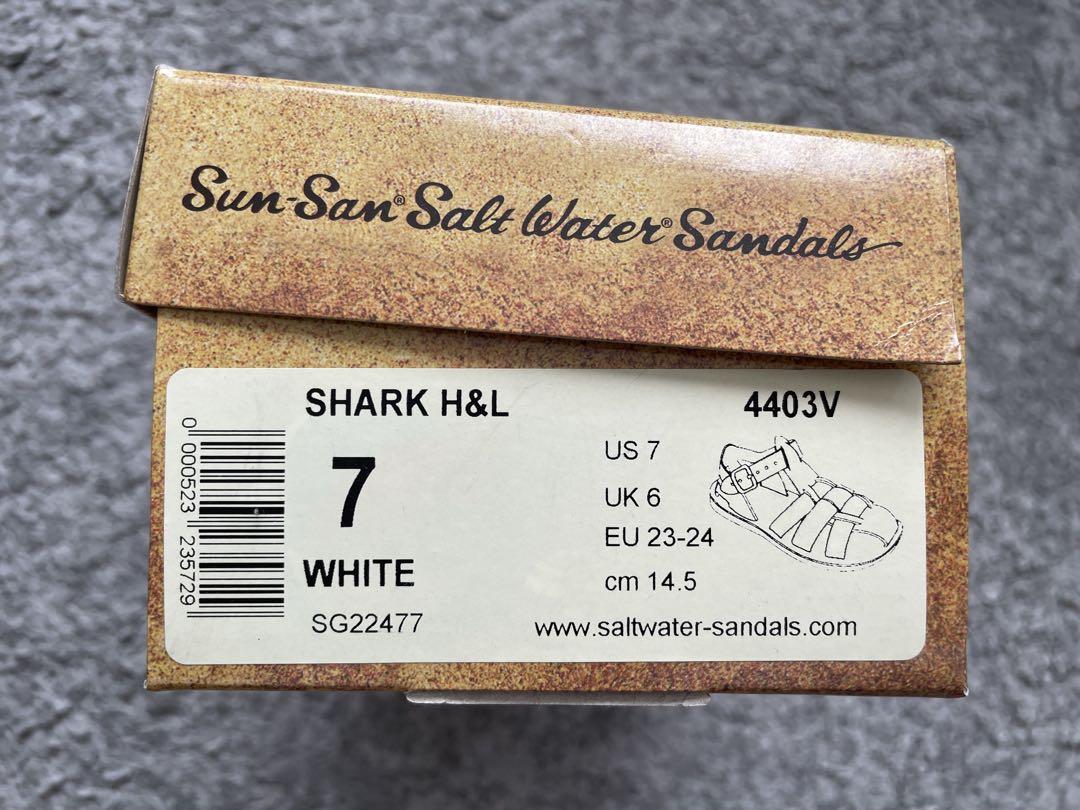 Sun-San® Salt Water® Sandals
SHARK H&L
4403V
7
US 7
UK 6
EU 23-24
cm 14.5
WHITE
SG22477
www.saltwater-sandals.com
0 000523 235729